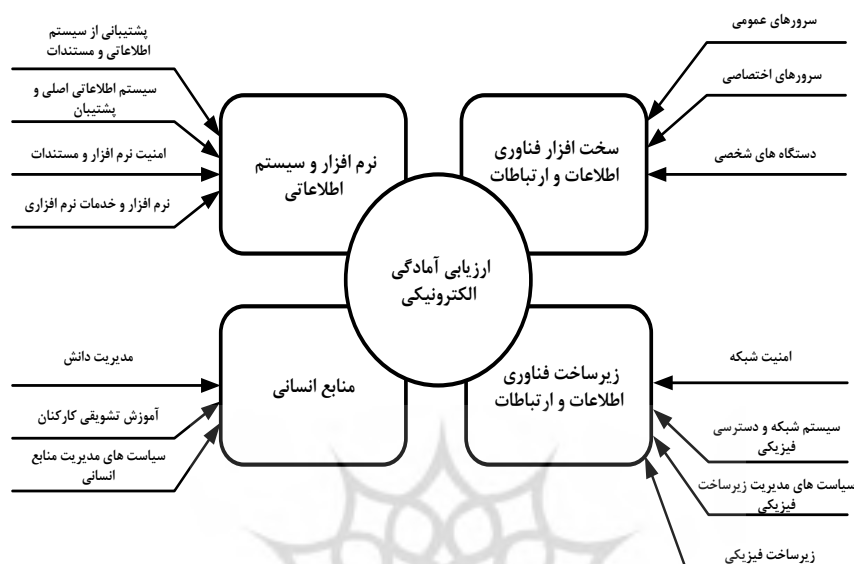 سرورهای عمومی
سرورهای اختصاصی
دستگاه های شخصی
سخت افزار فناوری
اطلاعات و ارتباطات
پشتیبانی از سیستم
اطلاعاتی و مستندات
سیستم اطلاعاتی اصلی و
پشتیبان
امنیت نرم افزار و مستندات
نرم افزار و خدمات نرم افزاری
نرم افزار و سیستم
اطلاعاتی
ارزیابی آمادگی
الکترونیکی
امنیت شبکه
سیستم شبکه و دسترسی
فیزیکی
سیاست های مدیریت زیرساخت
فیزیکی
زیرساخت فیزیکی
زیرساخت فناوری
اطلاعات و ارتباطات
منابع انسانی
مدیریت دانش
آموزش تشویقی کارکنان
سیاست های مدیریت منابع
انسانی